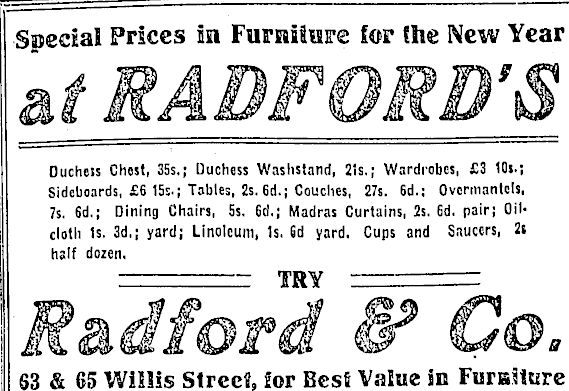 Special Prices in Furniture for the New Year
at RADFORD'S
Duchess Chest, 35s.; Duchess Washstand, 21s.; Wardrobes, £3 10s.;
Sideboards, £6 15s.; Tables, 2s. 6d.; Couches, 27s. 6d.; Overmantels,
7s. 6d.; Dining Chairs, 5s. 6d.; Madras Curtains, 2s. 6d. pair; Oil-
cloth 1s. 3d.; yard; Linoleum, 1s. 6d yard. Cups and Saucers, 2s
half dozen.
TRY
Radford & Co.
63 & 65 Willis Street, for Best Value in Furniture